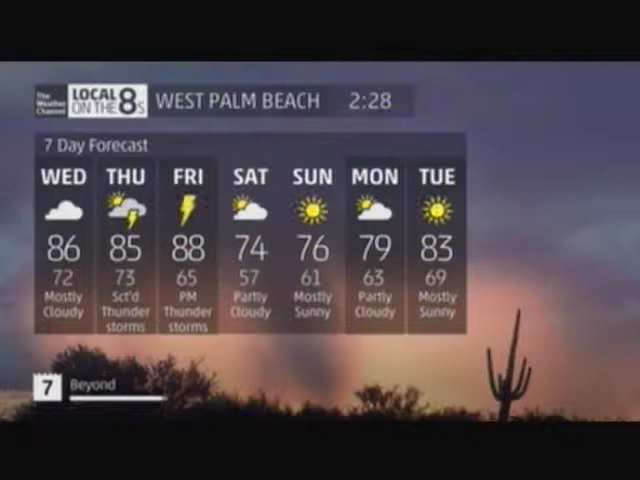 The
Weather
Channel
LOCAL
ON THE 8s
WEST PALM BEACH 2:28
7 Day Forecast
WED THU FRI SAT SUN MON TUE
86 85 88 74 76 79 83
72 73 65 57 61 63 69
Mostly Sct'd PM Partly Mostly Partly Mostly
Cloudy Thunder Thunder Cloudy Sunny Cloudy Sunny
storms storms
7 Beyond